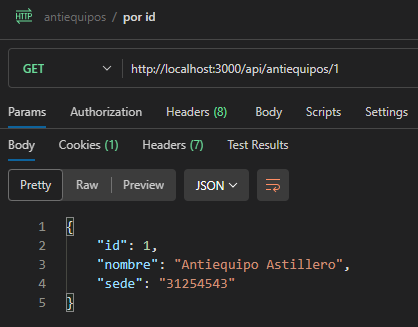 HTTP antiequipos / por id
GET http://localhost:3000/api/antiequipos/1
Params Authorization Headers (8) Body Scripts Settings
Body Cookies (1) Headers (7) Test Results
Pretty Raw Preview JSON
1 {
2 "id": 1,
3 "nombre": "Antiequipo Astillero",
4 "sede": "31254543"
5 }